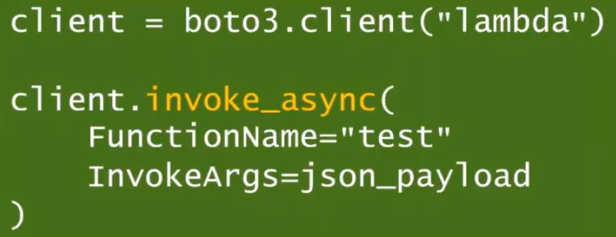 client = boto3.client("lambda")
client.invoke_async(
    FunctionName="test"
    InvokeArgs=json_payload
)